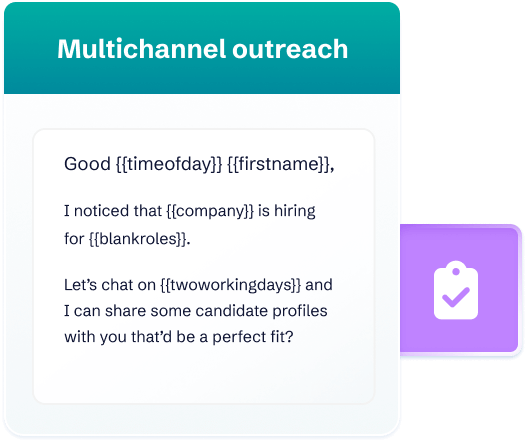 Multichannel outreach
Good {{timeofday}} {{firstname}},
I noticed that {{company}} is hiring
for {{blankroles}}.
Let’s chat on {{twoworkingdays}} and
I can share some candidate profiles
with you that’d be a perfect fit?